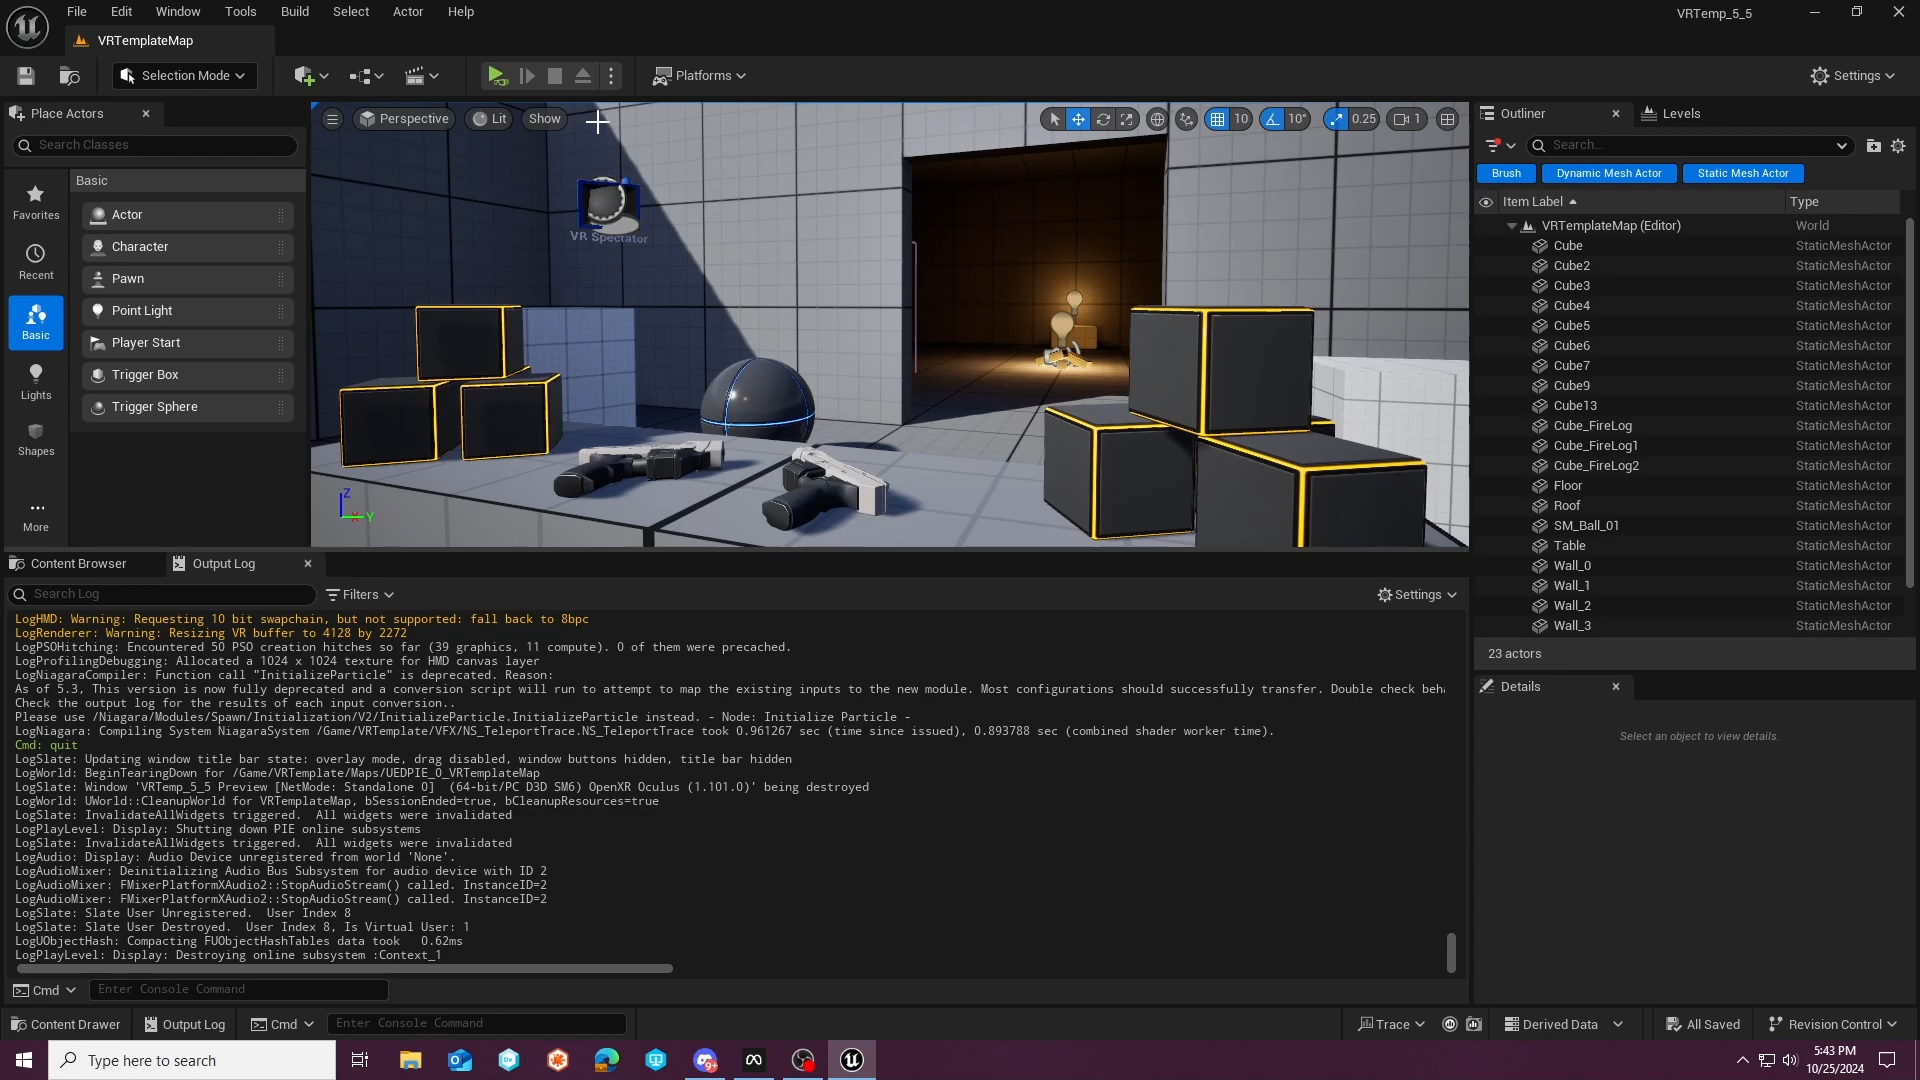 File Edit Window Tools Build Select Actor Help
VRTemp_5_5
VRTemplateMap
Selection Mode
Platforms
Settings
Place Actors
Search Classes
Favorites
Recent
Basic
Lights
Shapes
More
Basic
Actor
Character
Pawn
Point Light
Player Start
Trigger Box
Trigger Sphere
Perspective Lit Show
10 10° 0.25 1
VR Spectator
Z
X Y
Outliner Levels
Search...
Brush Dynamic Mesh Actor Static Mesh Actor
Item Label Type
VRTemplateMap (Editor) World
Cube StaticMeshActor
Cube2 StaticMeshActor
Cube3 StaticMeshActor
Cube4 StaticMeshActor
Cube5 StaticMeshActor
Cube6 StaticMeshActor
Cube7 StaticMeshActor
Cube9 StaticMeshActor
Cube13 StaticMeshActor
Cube_FireLog StaticMeshActor
Cube_FireLog1 StaticMeshActor
Cube_FireLog2 StaticMeshActor
Floor StaticMeshActor
Roof StaticMeshActor
SM_Ball_01 StaticMeshActor
Table StaticMeshActor
Wall_0 StaticMeshActor
Wall_1 StaticMeshActor
Wall_2 StaticMeshActor
Wall_3 StaticMeshActor
23 actors
Details
Select an object to view details.
Content Browser Output Log
Search Log Filters Settings
LogHMD: Warning: Requesting 10 bit swapchain, but not supported: fall back to 8bpc
LogRenderer: Warning: Resizing VR buffer to 4128 by 2272
LogPSOHitching: Encountered 50 PSO creation hitches so far (39 graphics, 11 compute). 0 of them were precached.
LogProfilingDebugging: Allocated a 1024 x 1024 texture for HMD canvas layer
LogNiagaraCompiler: Function call "InitializeParticle" is deprecated. Reason:
As of 5.3, This version is now fully deprecated and a conversion script will run to attempt to map the existing inputs to the new module. Most configurations should successfully transfer. Double check beha
Check the output log for the results of each input conversion..
Please use /Niagara/Modules/Spawn/Initialization/V2/InitializeParticle.InitializeParticle instead. - Node: Initialize Particle -
LogNiagara: Compiling System NiagaraSystem /Game/VRTemplate/VFX/NS_TeleportTrace.NS_TeleportTrace took 0.961267 sec (time since issued), 0.893788 sec (combined shader worker time).
Cmd: quit
LogSlate: Updating window title bar state: overlay mode, drag disabled, window buttons hidden, title bar hidden
LogWorld: BeginTearingDown for /Game/VRTemplate/Maps/UEDPIE_0_VRTemplateMap
LogSlate: Window 'VRTemp_5_5 Preview [NetMode: Standalone 0]  (64-bit/PC D3D SM6) OpenXR Oculus (1.101.0)' being destroyed
LogWorld: UWorld::CleanupWorld for VRTemplateMap, bSessionEnded=true, bCleanupResources=true
LogSlate: InvalidateAllWidgets triggered.  All widgets were invalidated
LogPlayLevel: Display: Shutting down PIE online subsystems
LogSlate: InvalidateAllWidgets triggered.  All widgets were invalidated
LogAudio: Display: Audio Device unregistered from world 'None'.
LogAudioMixer: Deinitializing Audio Bus Subsystem for audio device with ID 2
LogAudioMixer: FMixerPlatformXAudio2::StopAudioStream() called. InstanceID=2
LogAudioMixer: FMixerPlatformXAudio2::StopAudioStream() called. InstanceID=2
LogSlate: Slate User Unregistered.  User Index 8
LogSlate: Slate User Destroyed.  User Index 8, Is Virtual User: 1
LogUObjectHash: Compacting FUObjectHashTables data took   0.62ms
LogPlayLevel: Display: Destroying online subsystem :Context_1
Cmd Enter Console Command
Content Drawer Output Log Cmd Enter Console Command Trace Derived Data All Saved Revision Control
Type here to search
9+
5:43 PM
10/25/2024